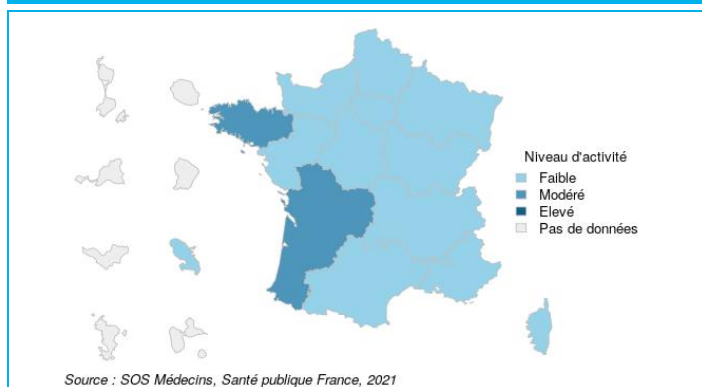 Niveau d'activité
Faible
Modéré
Elevé
Pas de données
Source : SOS Médecins, Santé publique France, 2021